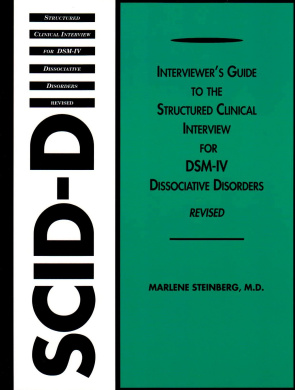 STRUCTURED
CLINICAL INTERVIEW
FOR DSM-IV
DISSOCIATIVE
DISORDERS
REVISED
SCID-D
INTERVIEWER'S GUIDE
TO THE
STRUCTURED CLINICAL
INTERVIEW
FOR
DSM-IV
DISSOCIATIVE DISORDERS
REVISED
MARLENE STEINBERG, M.D.